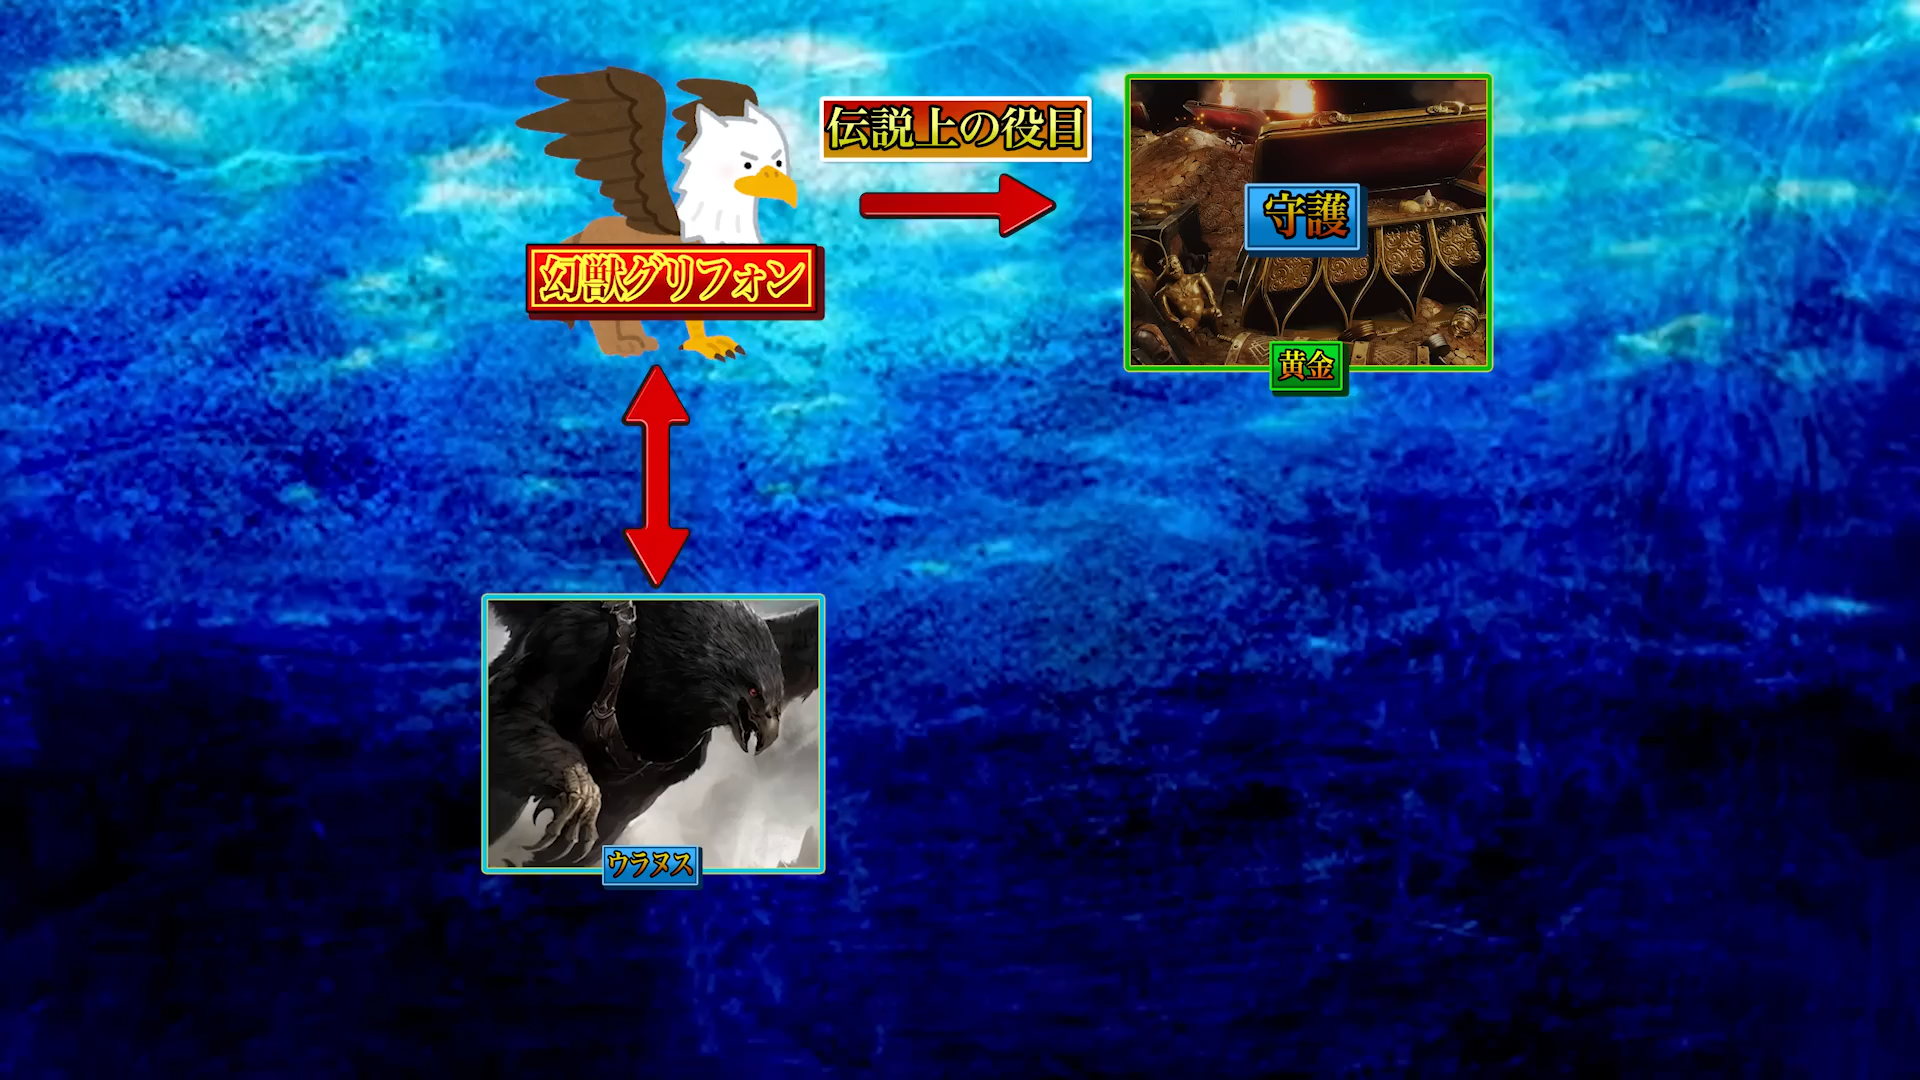 伝説上の役目
守護
幻獣グリフォン
黄金
ウラヌス